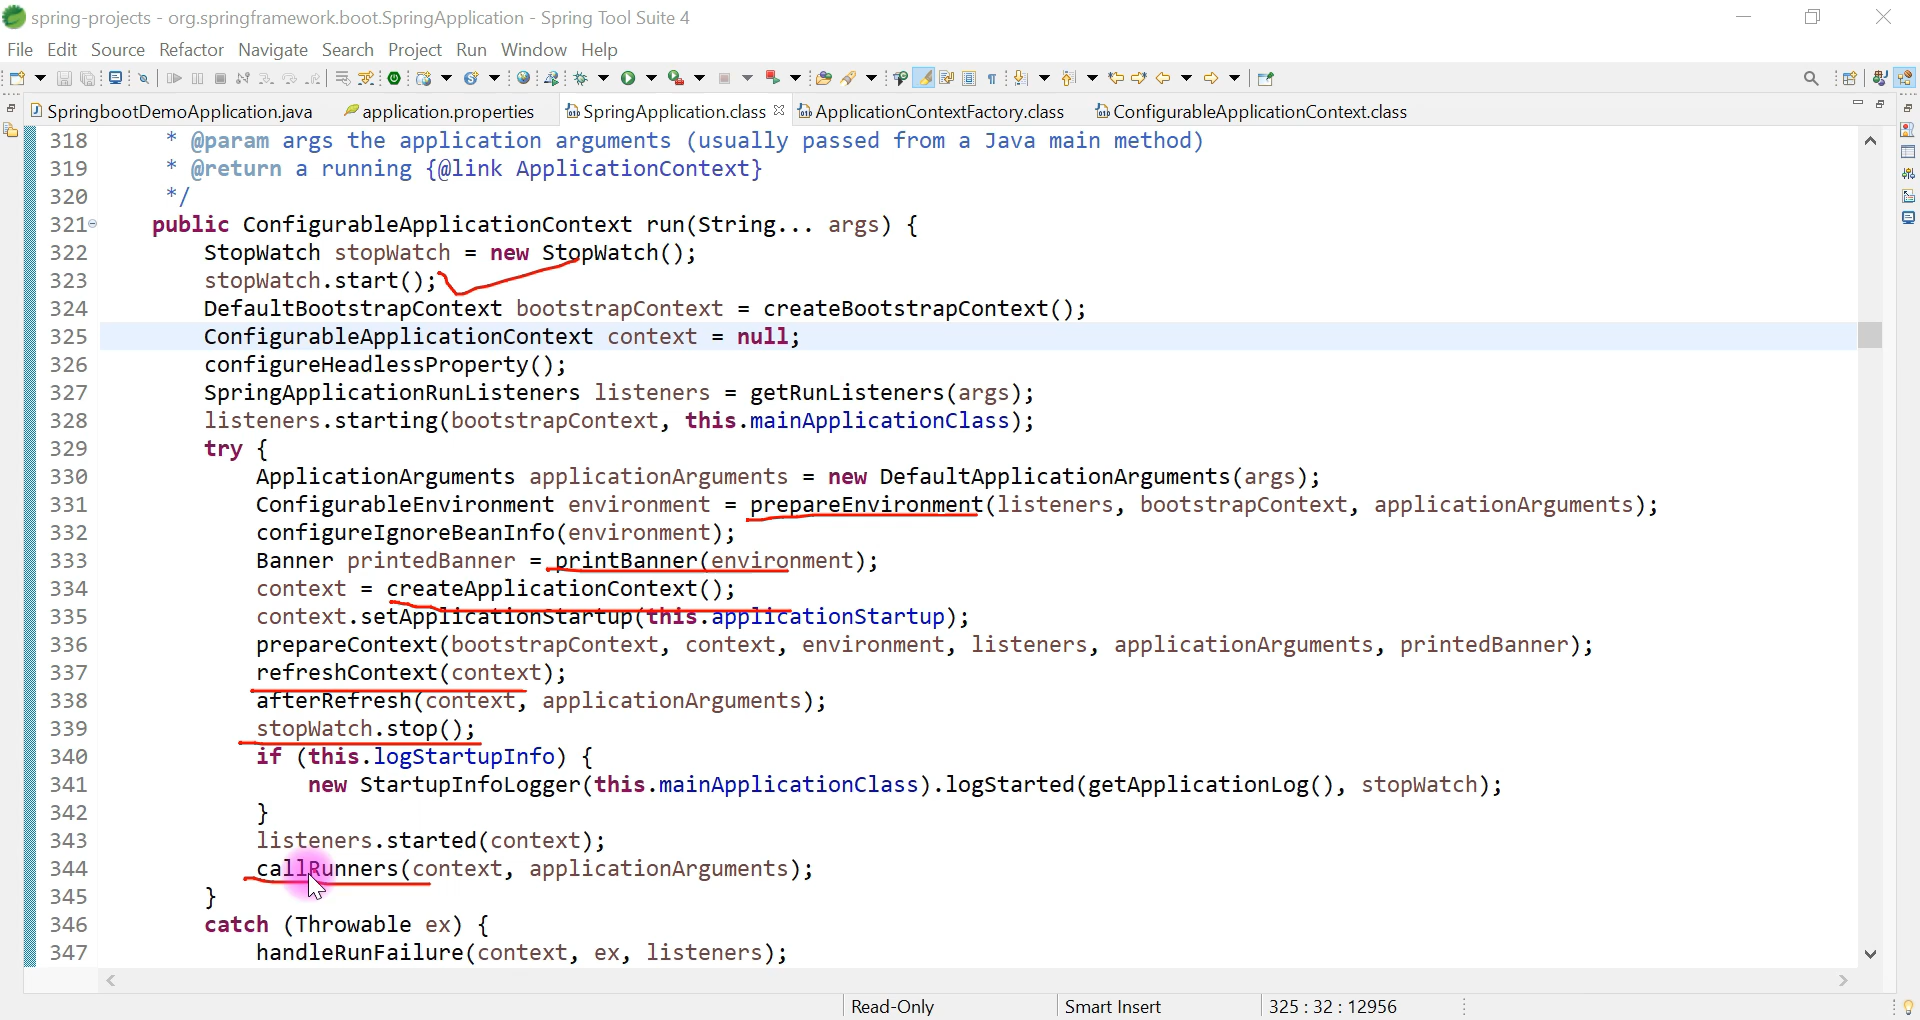 spring-projects - org.springframework.boot.SpringApplication - Spring Tool Suite 4
File Edit Source Refactor Navigate Search Project Run Window Help
SpringbootDemoApplication.java application.properties SpringApplication.class ApplicationContextFactory.class ConfigurableApplicationContext.class
318 * @param args the application arguments (usually passed from a Java main method)
319 * @return a running {@link ApplicationContext}
320 */
321 public ConfigurableApplicationContext run(String... args) {
322 StopWatch stopWatch = new StopWatch();
323 stopWatch.start();
324 DefaultBootstrapContext bootstrapContext = createBootstrapContext();
325 ConfigurableApplicationContext context = null;
326 configureHeadlessProperty();
327 SpringApplicationRunListeners listeners = getRunListeners(args);
328 listeners.starting(bootstrapContext, this.mainApplicationClass);
329 try {
330 ApplicationArguments applicationArguments = new DefaultApplicationArguments(args);
331 ConfigurableEnvironment environment = prepareEnvironment(listeners, bootstrapContext, applicationArguments);
332 configureIgnoreBeanInfo(environment);
333 Banner printedBanner = printBanner(environment);
334 context = createApplicationContext();
335 context.setApplicationStartup(this.applicationStartup);
336 prepareContext(bootstrapContext, context, environment, listeners, applicationArguments, printedBanner);
337 refreshContext(context);
338 afterRefresh(context, applicationArguments);
339 stopWatch.stop();
340 if (this.logStartupInfo) {
341 new StartupInfoLogger(this.mainApplicationClass).logStarted(getApplicationLog(), stopWatch);
342 }
343 listeners.started(context);
344 callRunners(context, applicationArguments);
345 }
346 catch (Throwable ex) {
347 handleRunFailure(context, ex, listeners);
Read-Only Smart Insert 325 : 32 : 12956